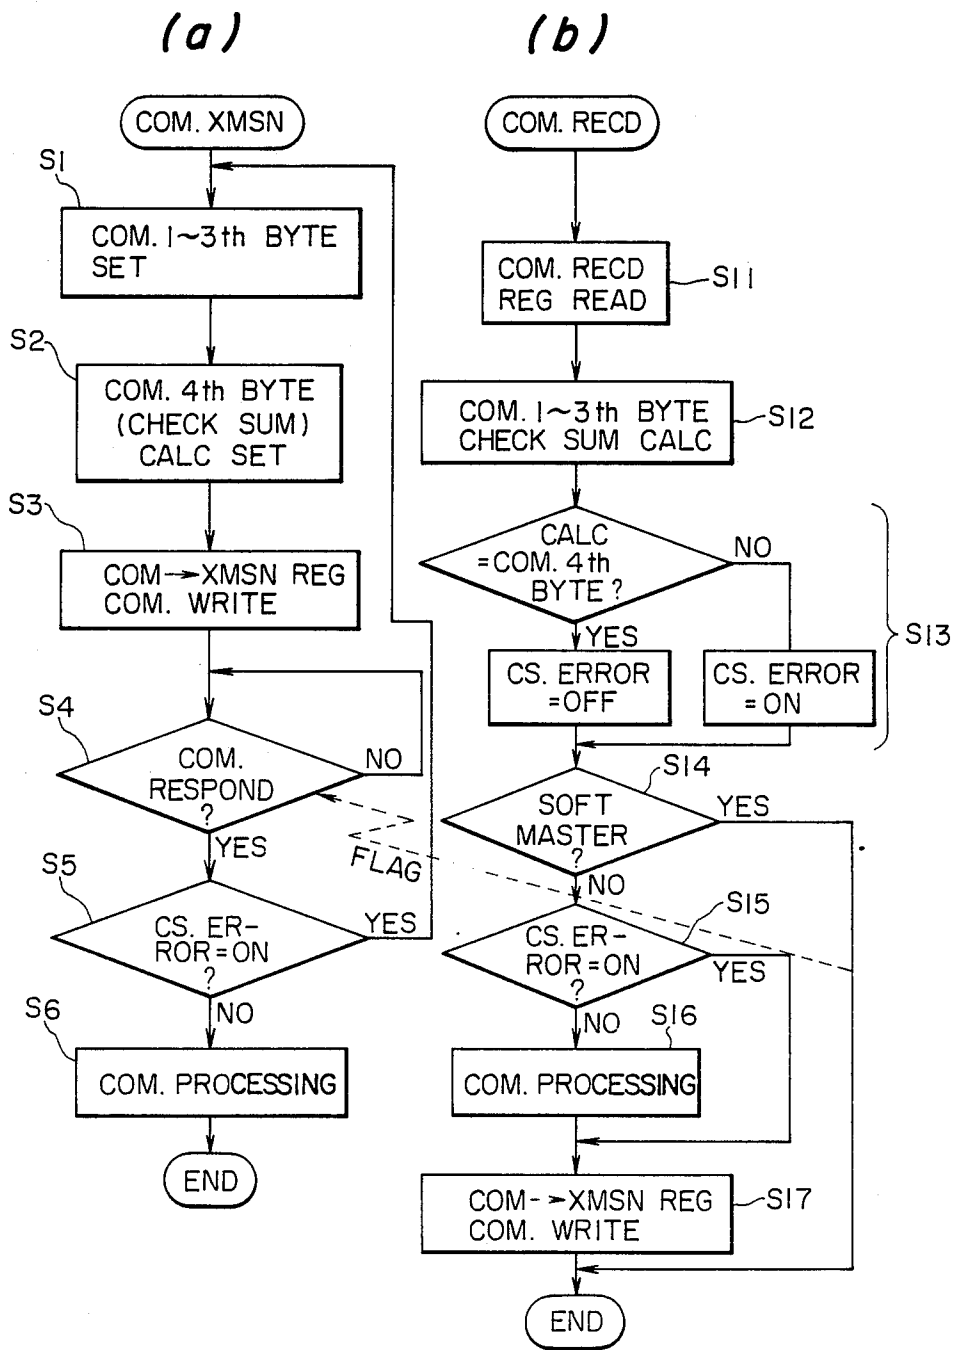 (a)
COM. XMSN
S1
COM. 1~3th BYTE
SET
S2
COM. 4th BYTE
(CHECK SUM)
CALC SET
S3
COM→XMSN REG
COM. WRITE
S4
COM.
RESPOND
?
NO
YES
FLAG
S5
CS. ER-
ROR=ON
?
YES
NO
S6
COM. PROCESSING
END
(b)
COM. RECD
COM. RECD
REG READ
S11
COM. 1~3th BYTE
CHECK SUM CALC
S12
CALC
=COM. 4th
BYTE?
NO
YES
S13
CS. ERROR
=OFF
CS. ERROR
=ON
S14
SOFT
MASTER
?
YES
NO
S15
CS. ER-
ROR=ON
?
YES
NO
S16
COM. PROCESSING
COM->XMSN REG
COM. WRITE
S17
END